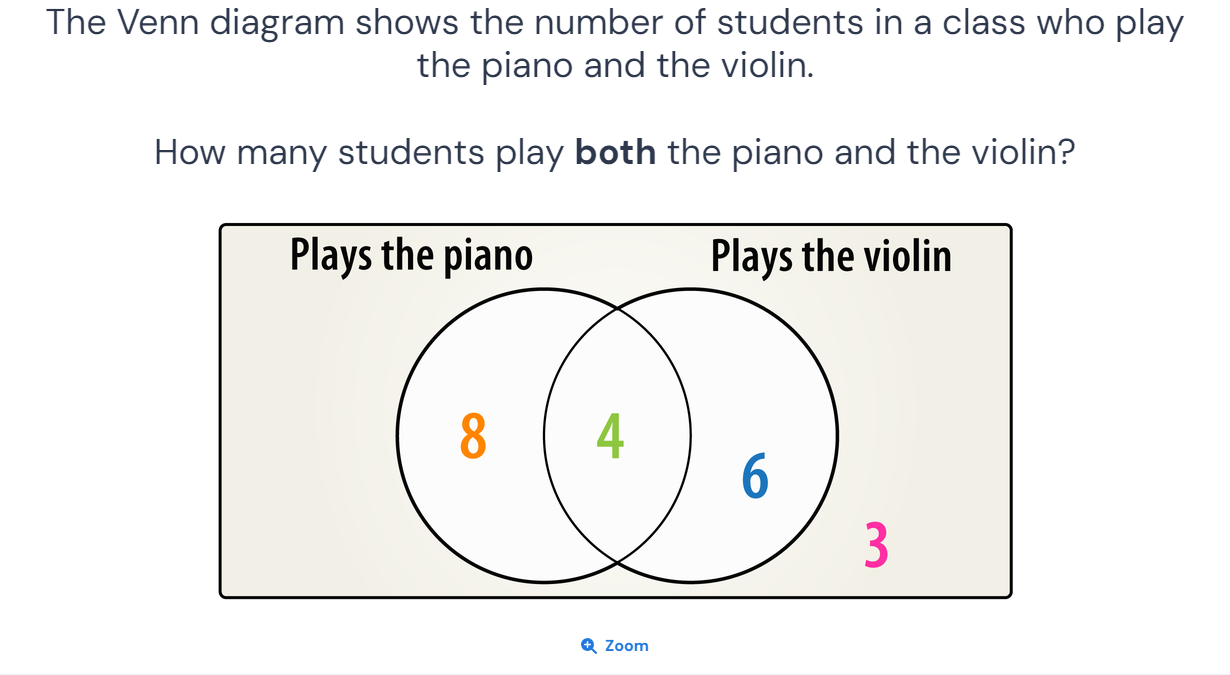 The Venn diagram shows the number of students in a class who play
the piano and the violin.
How many students play both the piano and the violin?
Plays the piano
Plays the violin
8
4
6
3
Zoom